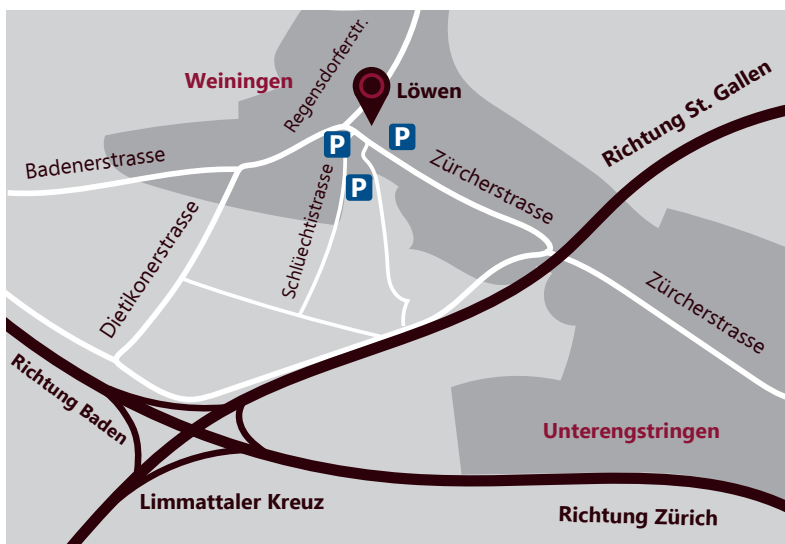 Regensdorferstr.
Weiningen
Löwen
Richtung St. Gallen
P
P
Badenerstrasse
Zürcherstrasse
P
Schlüechtistrasse
Dietikonerstrasse
Zürcherstrasse
Richtung Baden
Unterengstringen
Limmattaler Kreuz
Richtung Zürich